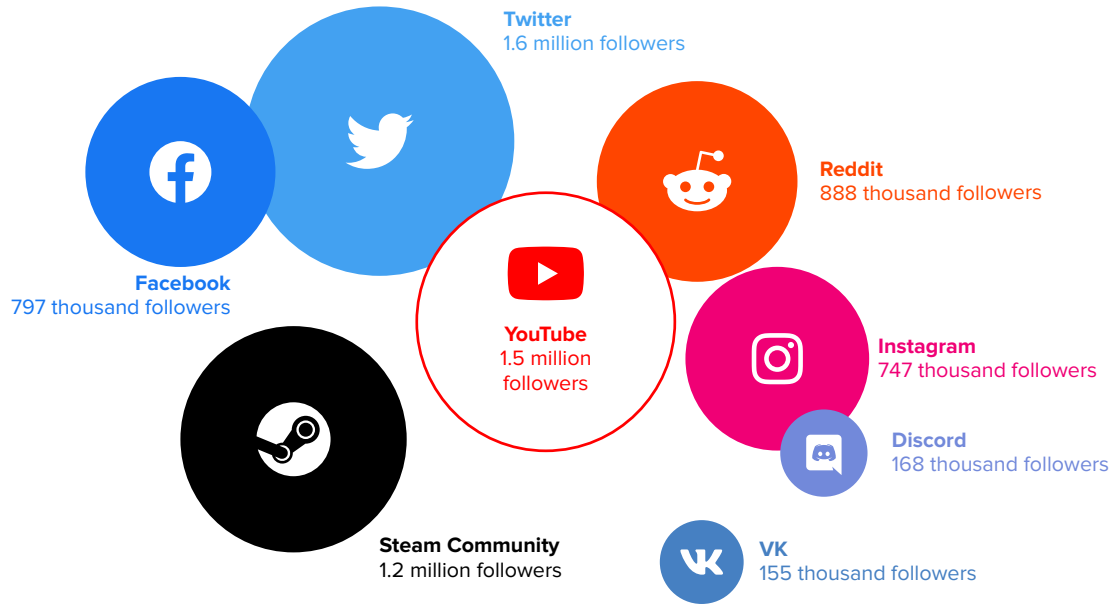 Twitter
1.6 million followers
Reddit
888 thousand followers
Facebook
797 thousand followers
YouTube
1.5 million
followers
Instagram
747 thousand followers
Discord
168 thousand followers
Steam Community
1.2 million followers
VK
155 thousand followers